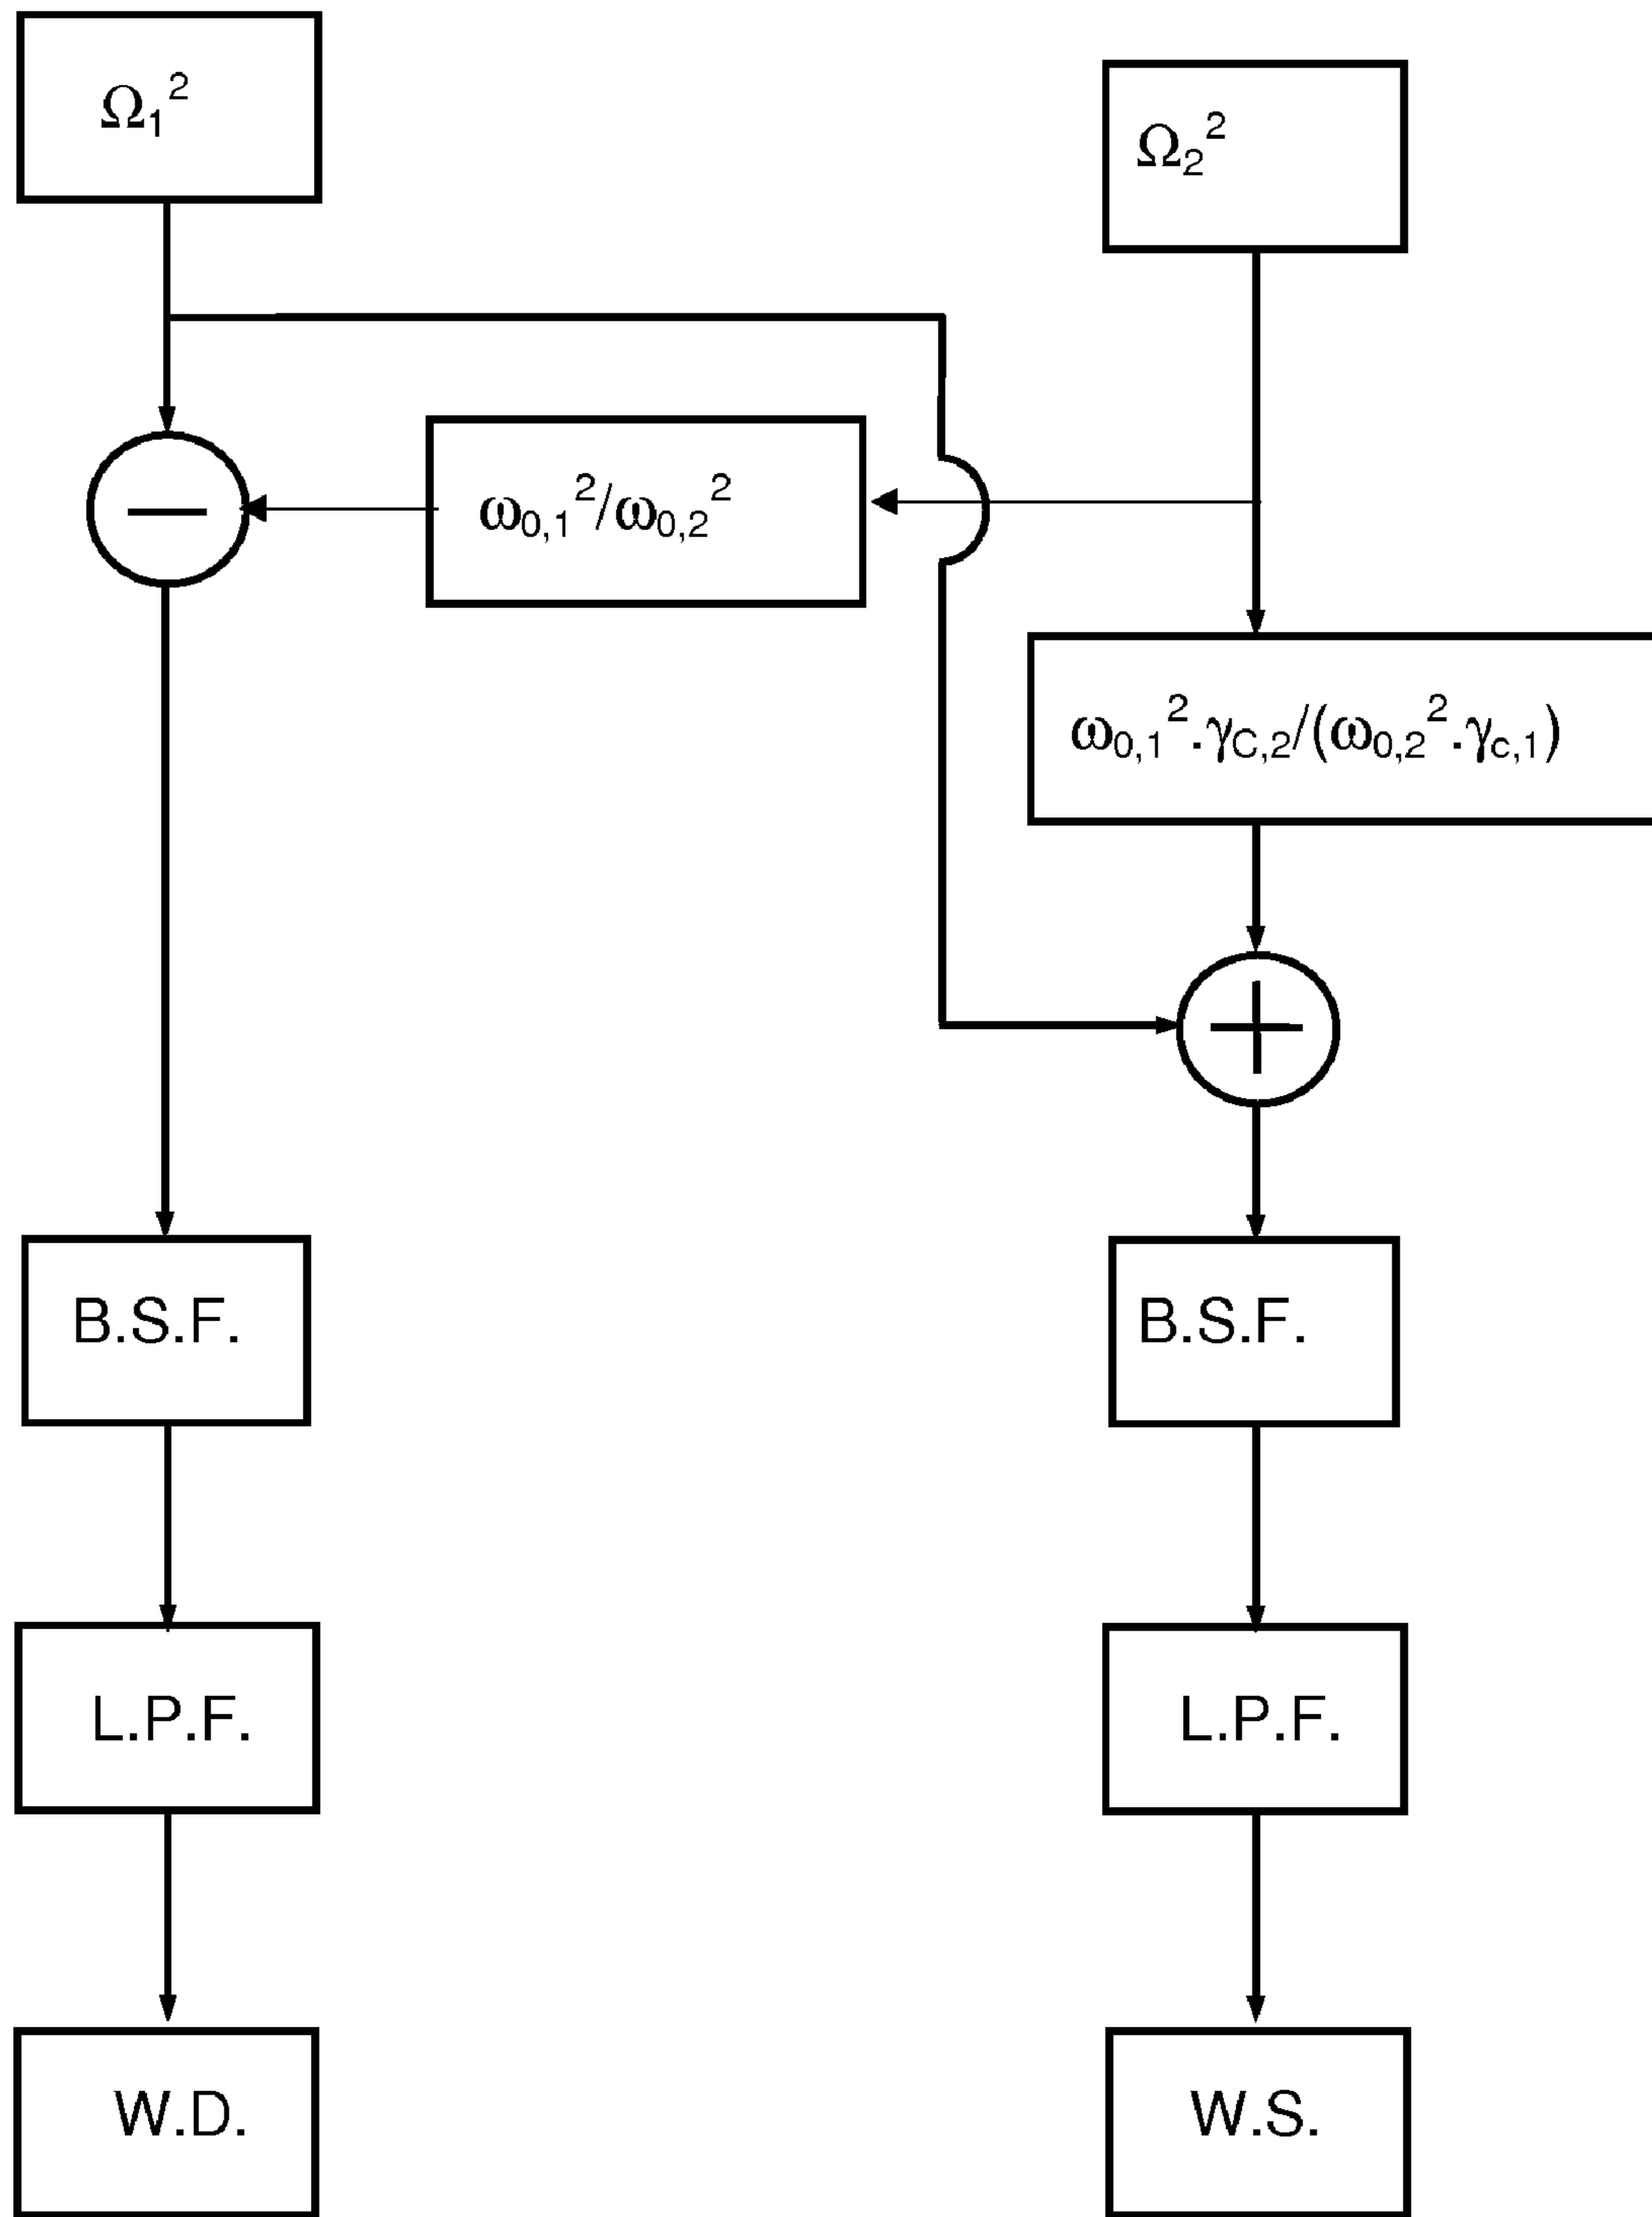 Ω₁²
Ω₂²
—
ω₀,₁²/ω₀,₂²
ω₀,₁².γC,₂/(ω₀,₂².γc,₁)
+
B.S.F.
B.S.F.
L.P.F.
L.P.F.
W.D.
W.S.